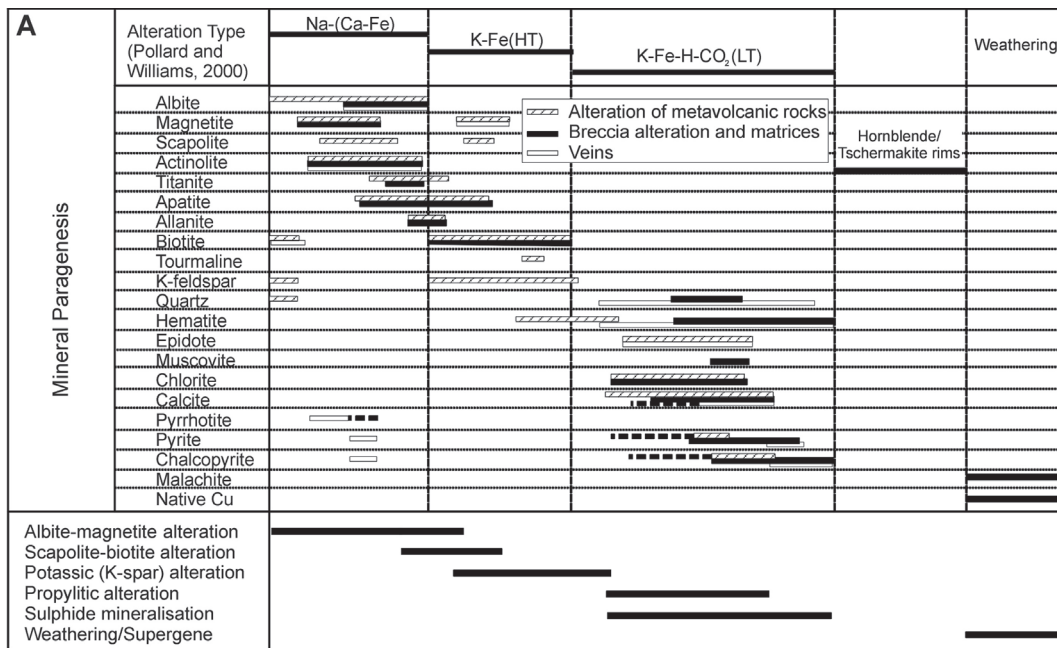 A
Alteration Type
(Pollard and
Williams, 2000)
Na-(Ca-Fe)
K-Fe(HT)
K-Fe-H-CO₂(LT)
Weathering
Mineral Paragenesis
Albite
Magnetite
Scapolite
Actinolite
Titanite
Apatite
Allanite
Biotite
Tourmaline
K-feldspar
Quartz
Hematite
Epidote
Muscovite
Chlorite
Calcite
Pyrrhotite
Pyrite
Chalcopyrite
Malachite
Native Cu
Alteration of metavolcanic rocks
Breccia alteration and matrices
Veins
Hornblende/
Tschermakite rims
Albite-magnetite alteration
Scapolite-biotite alteration
Potassic (K-spar) alteration
Propylitic alteration
Sulphide mineralisation
Weathering/Supergene